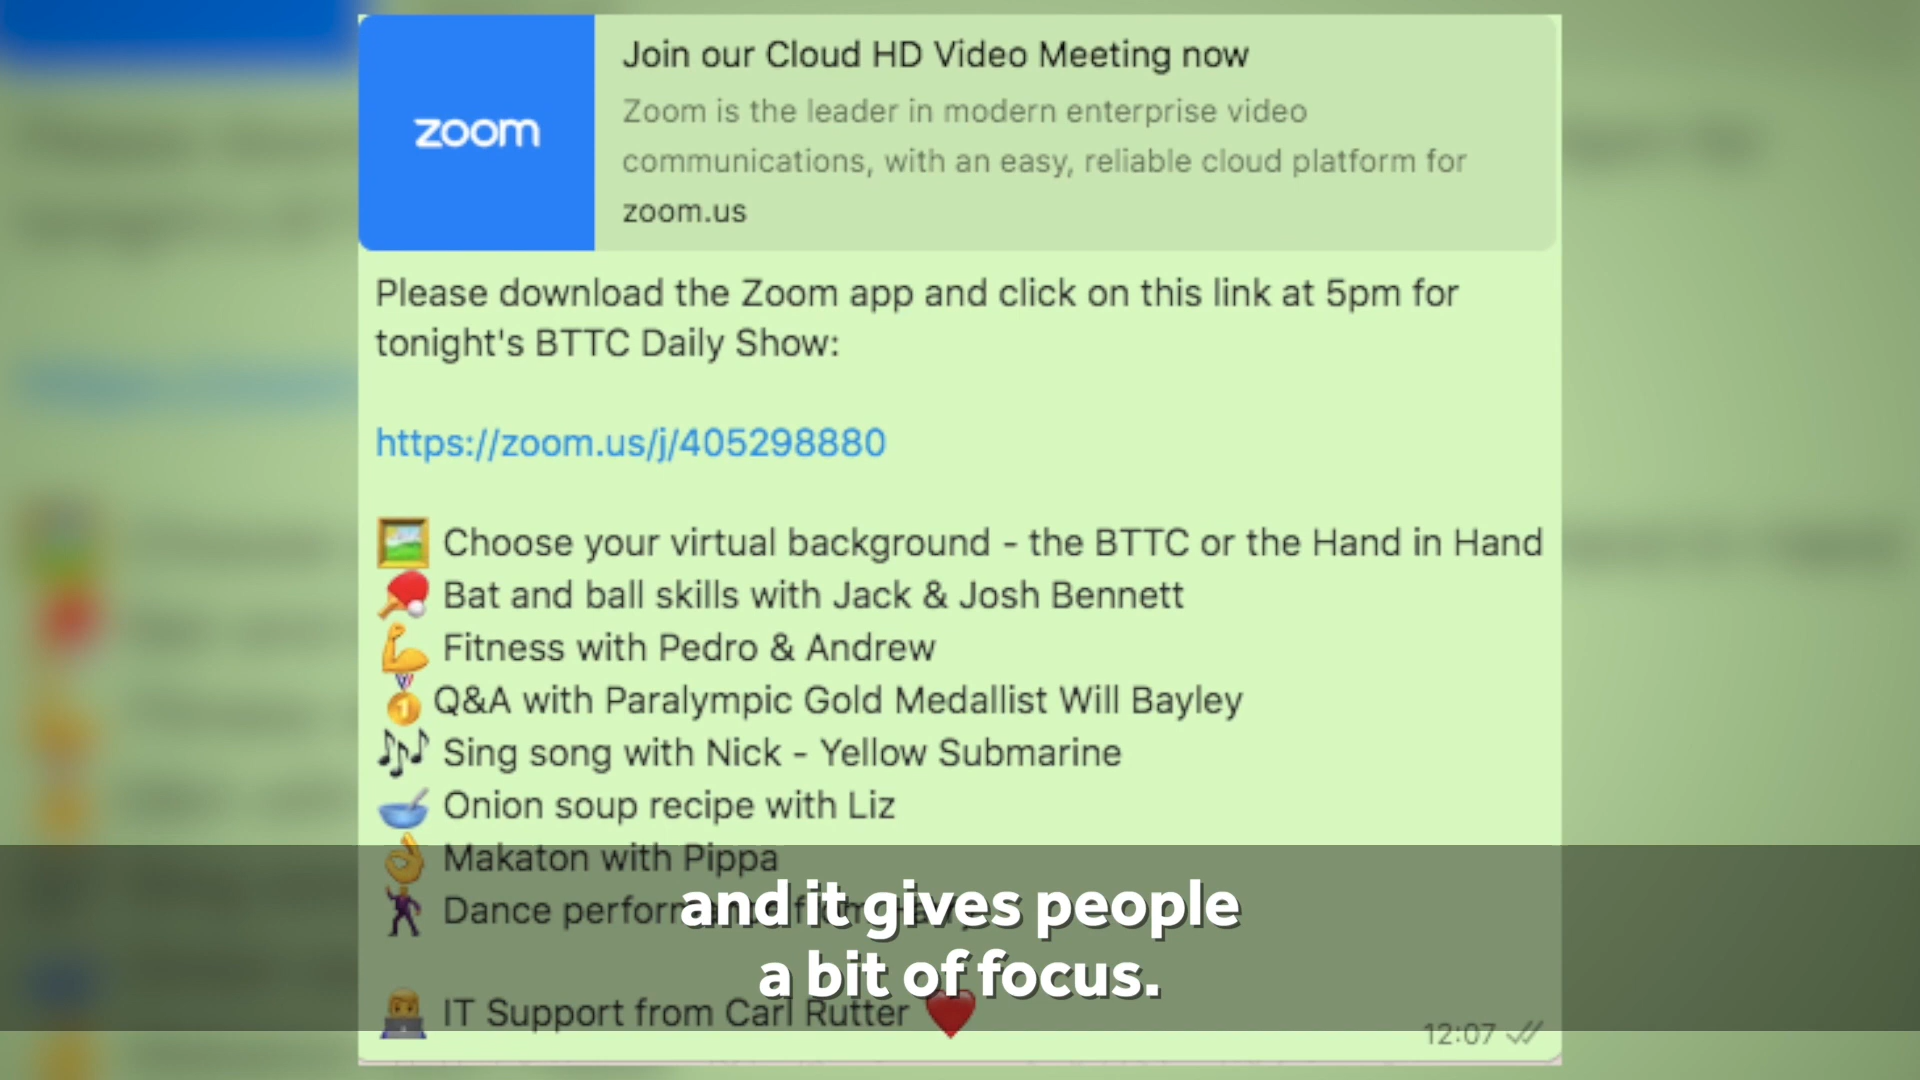 zoom
Join our Cloud HD Video Meeting now
Zoom is the leader in modern enterprise video
communications, with an easy, reliable cloud platform for
zoom.us
Please download the Zoom app and click on this link at 5pm for
tonight's BTTC Daily Show:
https://zoom.us/j/405298880
Choose your virtual background - the BTTC or the Hand in Hand
Bat and ball skills with Jack & Josh Bennett
Fitness with Pedro & Andrew
Q&A with Paralympic Gold Medallist Will Bayley
Sing song with Nick - Yellow Submarine
Onion soup recipe with Liz
Makaton with Pippa
Dance
and it gives people
a bit of focus.
IT Support from Carl Rutter
12:07